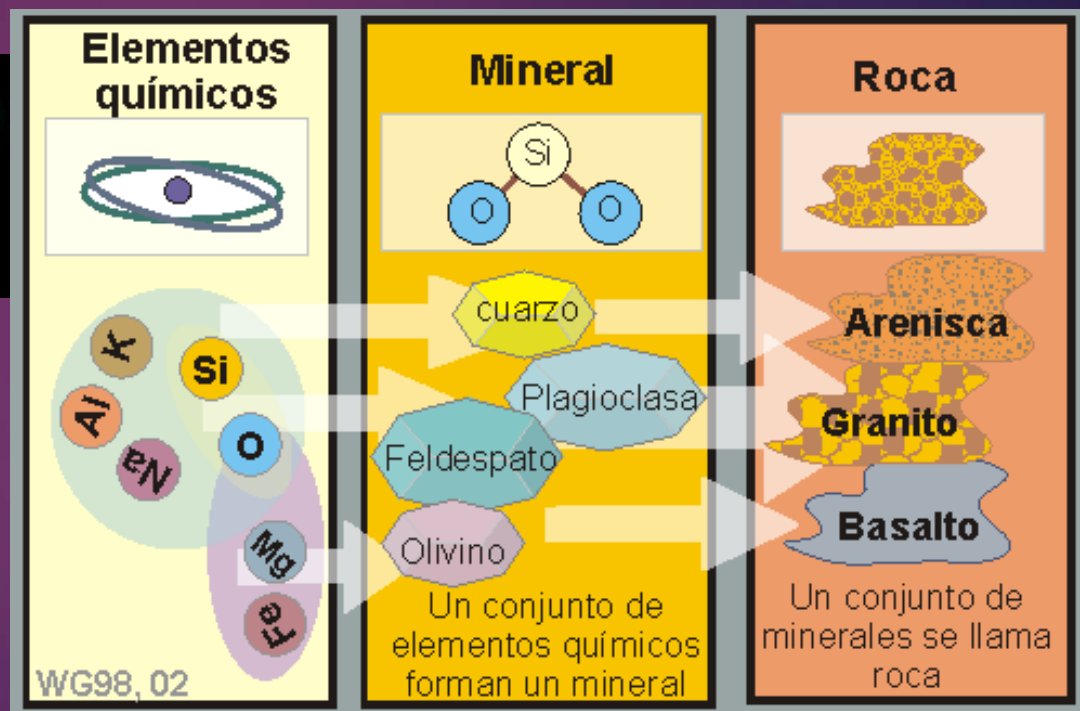 Elementos
químicos
K
Si
Al
O
Na
Mg
Fe
WG98, 02
Mineral
Si
O
O
cuarzo
Plagioclasa
Feldespato
Olivino
Un conjunto de
elementos químicos
forman un mineral
Roca
Arenisca
Granito
Basalto
Un conjunto de
minerales se llama
roca